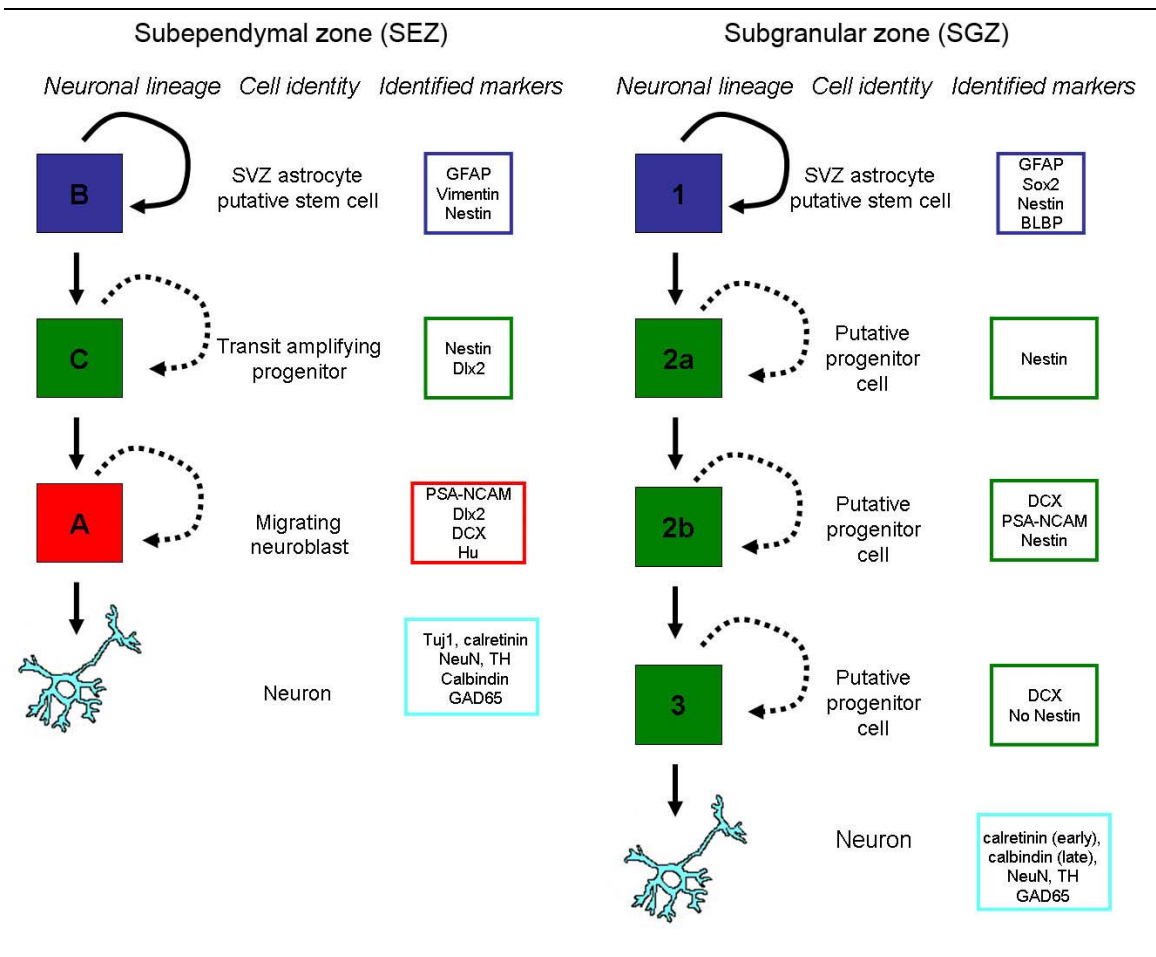 Subependymal zone (SEZ)
Neuronal lineage Cell identity Identified markers
B
SVZ astrocyte
putative stem cell
GFAP
Vimentin
Nestin
C
Transit amplifying
progenitor
Nestin
Dlx2
A
Migrating
neuroblast
PSA-NCAM
Dlx2
DCX
Hu
Neuron
Tuj1, calretinin
NeuN, TH
Calbindin
GAD65
Subgranular zone (SGZ)
Neuronal lineage Cell identity Identified markers
1
SVZ astrocyte
putative stem cell
GFAP
Sox2
Nestin
BLBP
2a
Putative
progenitor
cell
Nestin
2b
Putative
progenitor
cell
DCX
PSA-NCAM
Nestin
3
Putative
progenitor
cell
DCX
No Nestin
Neuron
calretinin (early),
calbindin (late),
NeuN, TH
GAD65